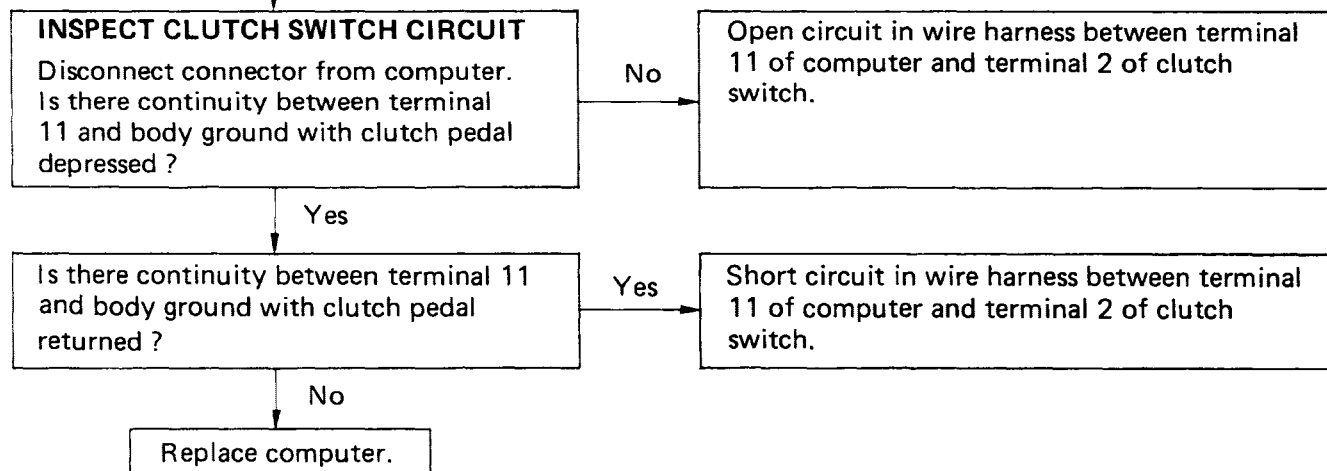 INSPECT CLUTCH SWITCH CIRCUIT
Disconnect connector from computer.
Is there continuity between terminal
11 and body ground with clutch pedal
depressed ?
No
Open circuit in wire harness between terminal
11 of computer and terminal 2 of clutch
switch.
Yes
Is there continuity between terminal 11
and body ground with clutch pedal
returned ?
Yes
Short circuit in wire harness between terminal
11 of computer and terminal 2 of clutch
switch.
No
Replace computer.